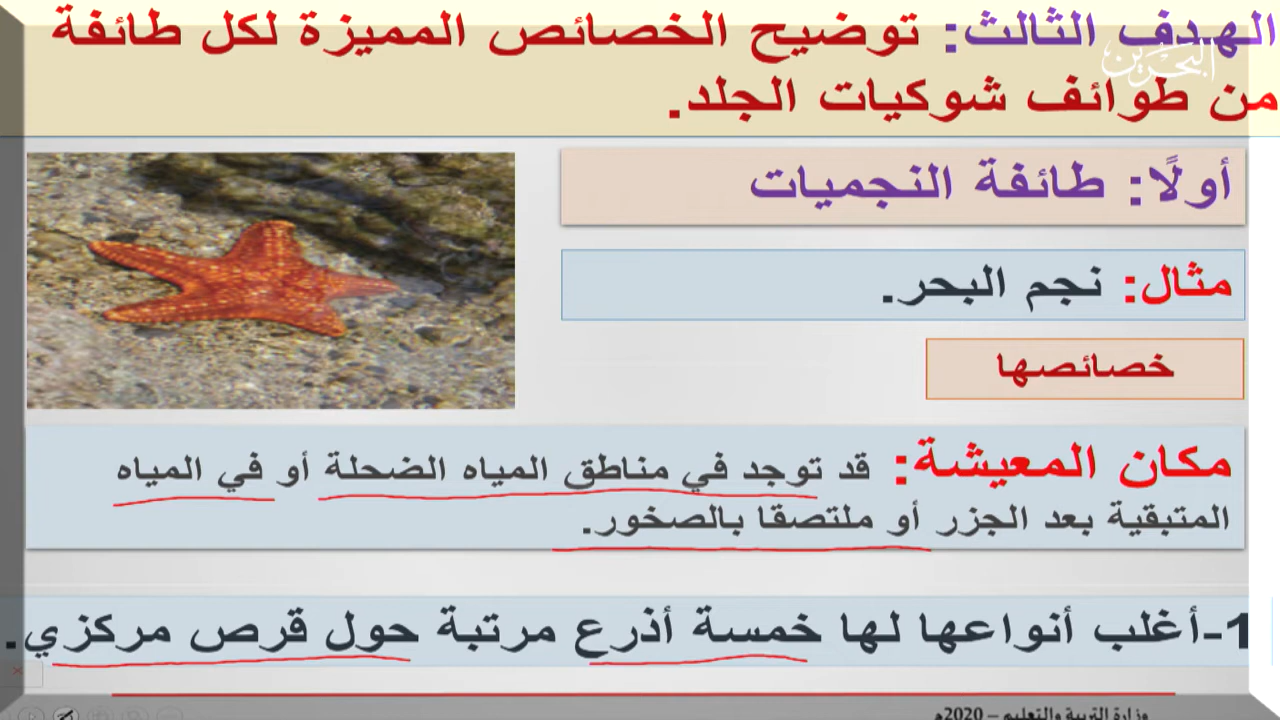 الهدف الثالث: توضيح الخصائص المميزة لكل طائفة
من طوائف شوكيات الجلد.
البحرين
أولًا: طائفة النجميات
مثال: نجم البحر.
خصائصها
مكان المعيشة: قد توجد في مناطق المياه الضحلة أو في المياه
المتبقية بعد الجزر أو ملتصقا بالصخور.
1-أغلب أنواعها لها خمسة أذرع مرتبة حول قرص مركزي.
وزارة التربية والتعليم – 2020م